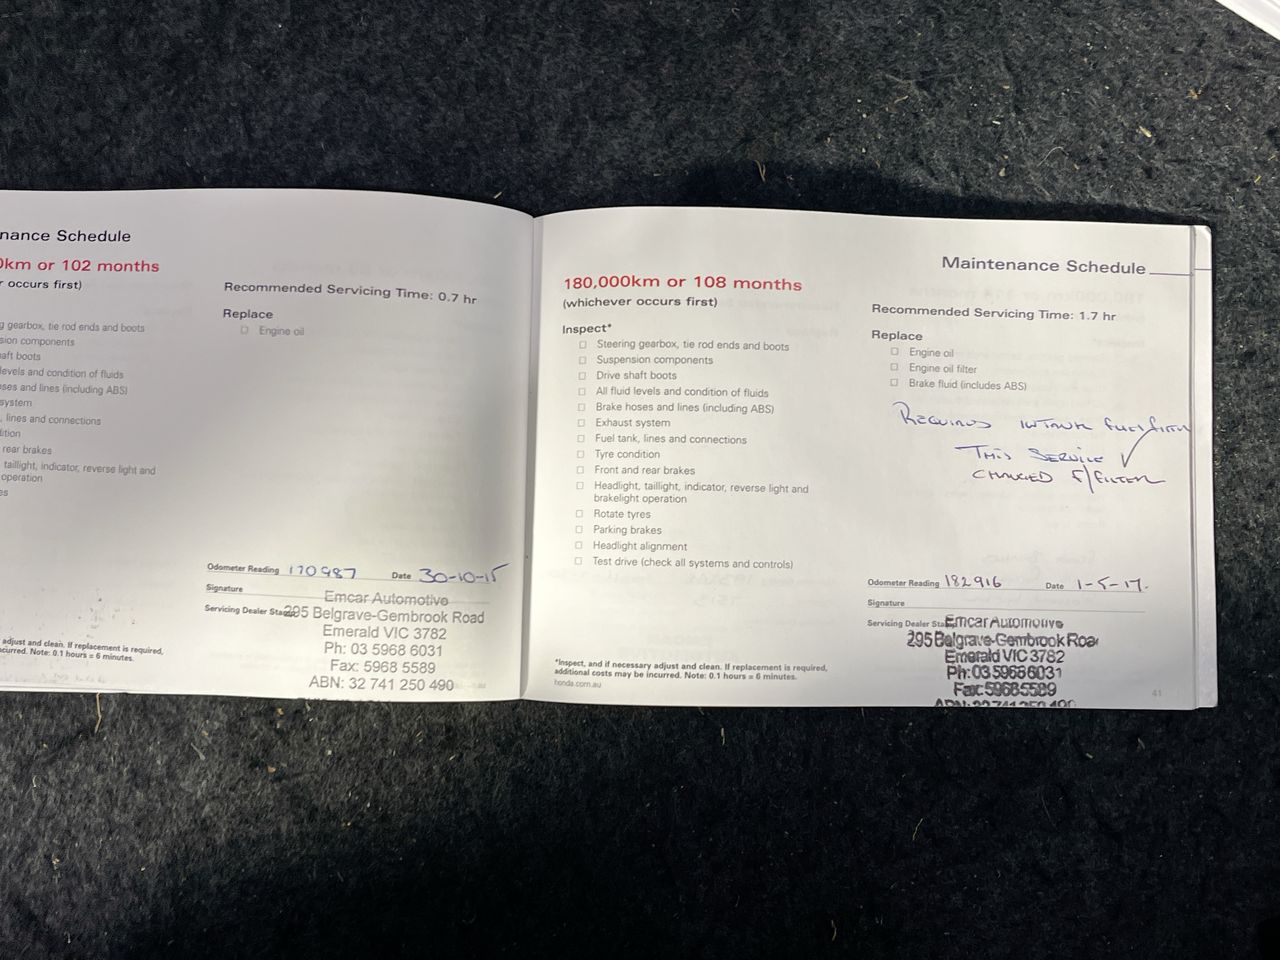 nance Schedule
0km or 102 months
r occurs first)
g gearbox, tie rod ends and boots
sion components
aft boots
levels and condition of fluids
ses and lines (including ABS)
system
, lines and connections
dition
rear brakes
taillight, indicator, reverse light and
operation
es
Recommended Servicing Time: 0.7 hr
Replace
Engine oil
Odometer Reading 170987 Date 30-10-15
Signature
Servicing Dealer Stamp
Emcar Automotive
295 Belgrave-Gembrook Road
Emerald VIC 3782
Ph: 03 5968 6031
Fax: 5968 5589
ABN: 32 741 250 490
adjust and clean. If replacement is required,
ncurred. Note: 0.1 hours = 6 minutes.
Maintenance Schedule
180,000km or 108 months
(whichever occurs first)
Inspect*
Steering gearbox, tie rod ends and boots
Suspension components
Drive shaft boots
All fluid levels and condition of fluids
Brake hoses and lines (including ABS)
Exhaust system
Fuel tank, lines and connections
Tyre condition
Front and rear brakes
Headlight, taillight, indicator, reverse light and
brakelight operation
Rotate tyres
Parking brakes
Headlight alignment
Test drive (check all systems and controls)
Recommended Servicing Time: 1.7 hr
Replace
Engine oil
Engine oil filter
Brake fluid (includes ABS)
REQUIRES INTANK FUEL FILTER
THIS SERVICE
CHANGED F/FILTER
Odometer Reading 182916 Date 1-5-17.
Signature
Servicing Dealer Sta
Emcar Automotive
295 Belgrave-Gembrook Roa
Emerald VIC 3782
Ph: 03 5968 6031
Fax: 5968 5589
ABN: 32 741 250 490
*Inspect, and if necessary adjust and clean. If replacement is required,
additional costs may be incurred. Note: 0.1 hours = 6 minutes.
honda.com.au
41